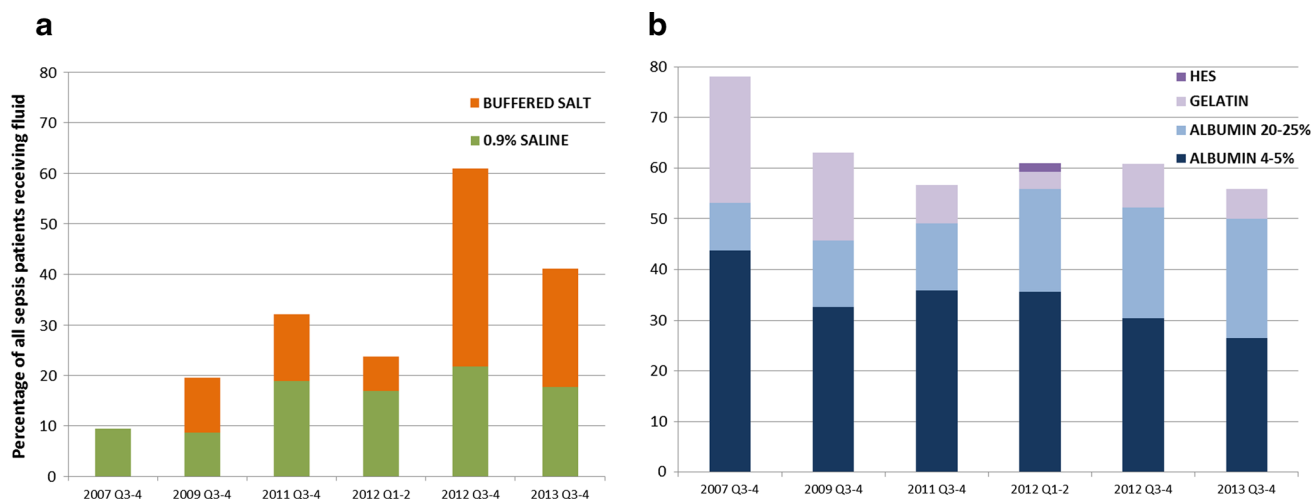 a
Percentage of all sepsis patients receiving fluid
80
70
60
50
40
30
20
10
0
BUFFERED SALT
0.9% SALINE
2007 Q3-4
2009 Q3-4
2011 Q3-4
2012 Q1-2
2012 Q3-4
2013 Q3-4
b
80
70
60
50
40
30
20
10
0
HES
GELATIN
ALBUMIN 20-25%
ALBUMIN 4-5%
2007 Q3-4
2009 Q3-4
2011 Q3-4
2012 Q1-2
2012 Q3-4
2013 Q3-4